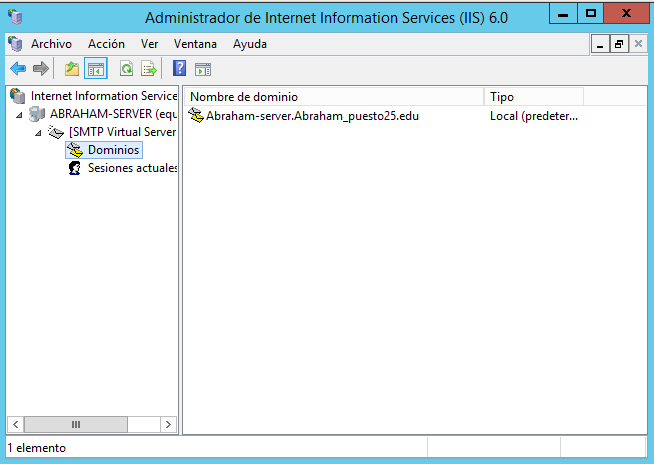 Administrador de Internet Information Services (IIS) 6.0
Archivo Acción Ver Ventana Ayuda
Internet Information Service
ABRAHAM-SERVER (equ
[SMTP Virtual Server
Dominios
Sesiones actuales
Nombre de dominio Tipo
Abraham-server.Abraham_puesto25.edu Local (predeter...
1 elemento